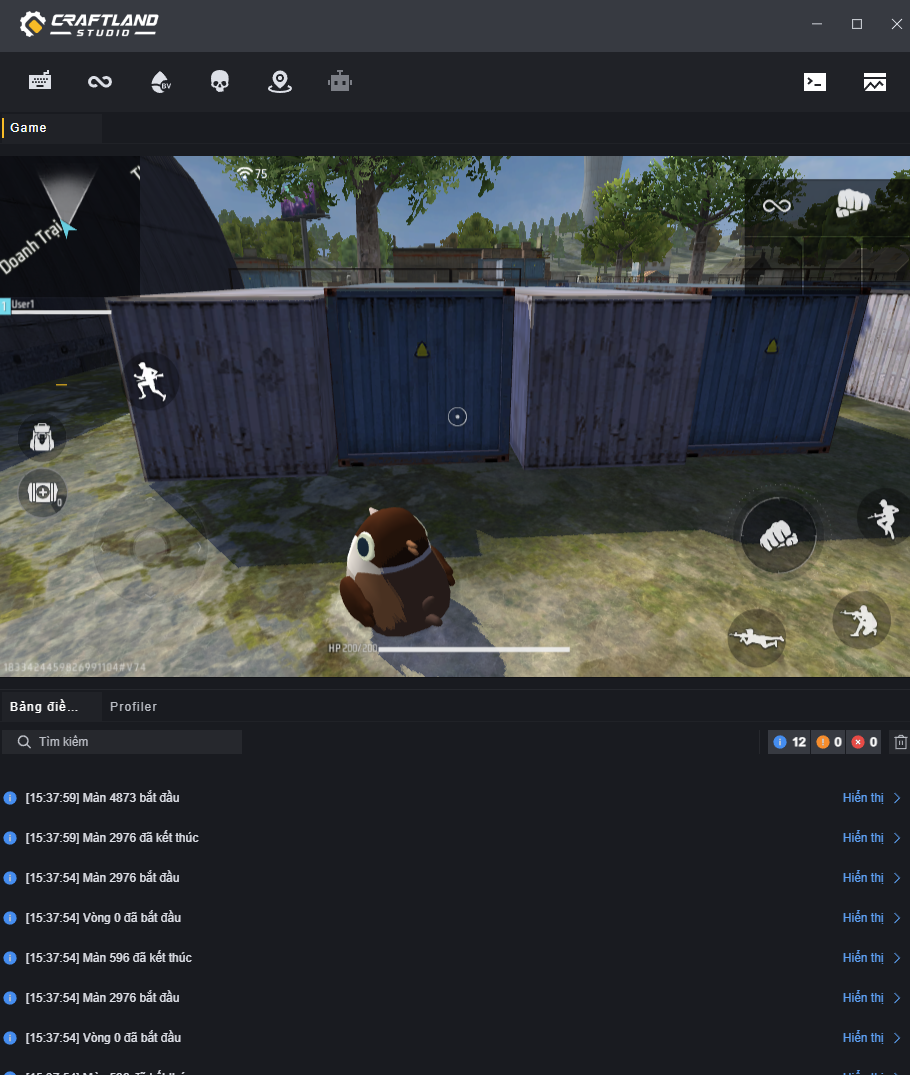 CRAFTLAND
STUDIO
BV
Game
75
Doanh Trại
1 User1
0
HP 200/200
1833424459826991104#V74
Bảng điề...
Profiler
Tìm kiếm
12
0
0
[15:37:59] Màn 4873 bắt đầu
Hiển thị
[15:37:59] Màn 2976 đã kết thúc
Hiển thị
[15:37:54] Màn 2976 bắt đầu
Hiển thị
[15:37:54] Vòng 0 đã bắt đầu
Hiển thị
[15:37:54] Màn 596 đã kết thúc
Hiển thị
[15:37:54] Màn 2976 bắt đầu
Hiển thị
[15:37:54] Vòng 0 đã bắt đầu
Hiển thị